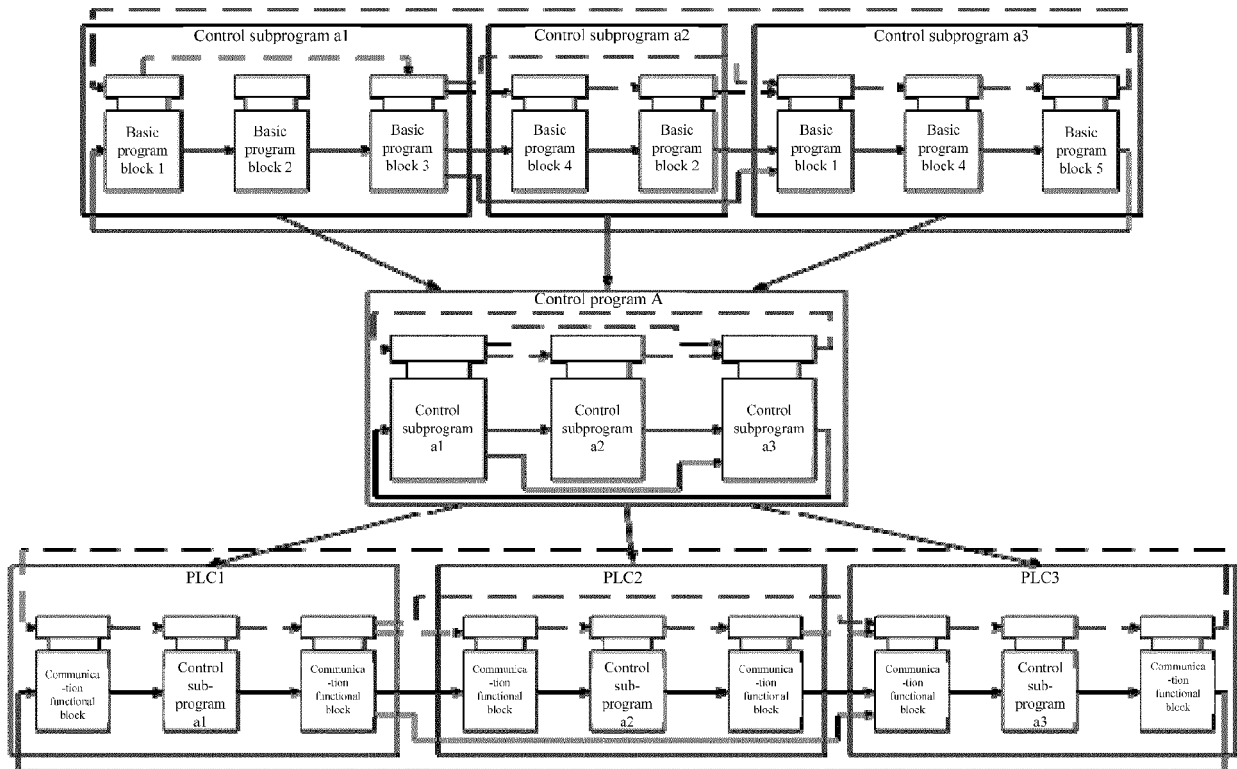 Control subprogram a1
Control subprogram a2
Control subprogram a3
Basic
program
block 1
Basic
program
block 2
Basic
program
block 3
Basic
program
block 4
Basic
program
block 2
Basic
program
block 1
Basic
program
block 4
Basic
program
block 5
Control program A
Control
subprogram
a1
Control
subprogram
a2
Control
subprogram
a3
PLC1
PLC2
PLC3
Communica
-tion
functional
block
Control
sub-
program
a1
Communica
-tion
functional
block
Communica
-tion
functional
block
Control
sub-
program
a2
Communica
-tion
functional
block
Communica
-tion
functional
block
Control
sub-
program
a3
Communica
-tion
functional
block